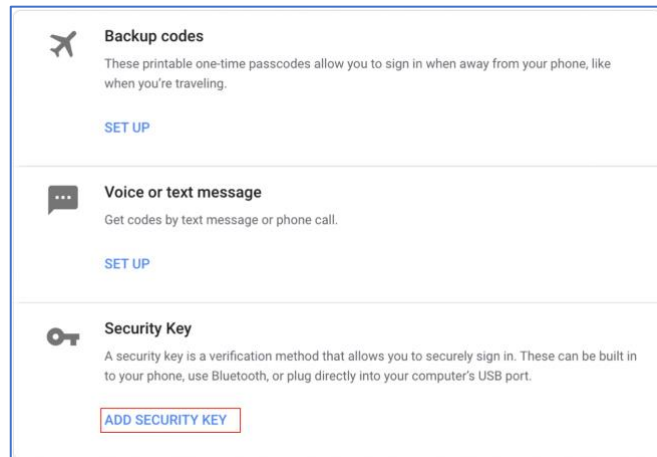 Backup codes
These printable one-time passcodes allow you to sign in when away from your phone, like
when you're traveling.
SET UP
Voice or text message
Get codes by text message or phone call.
SET UP
Security Key
A security key is a verification method that allows you to securely sign in. These can be built in
to your phone, use Bluetooth, or plug directly into your computer's USB port.
ADD SECURITY KEY